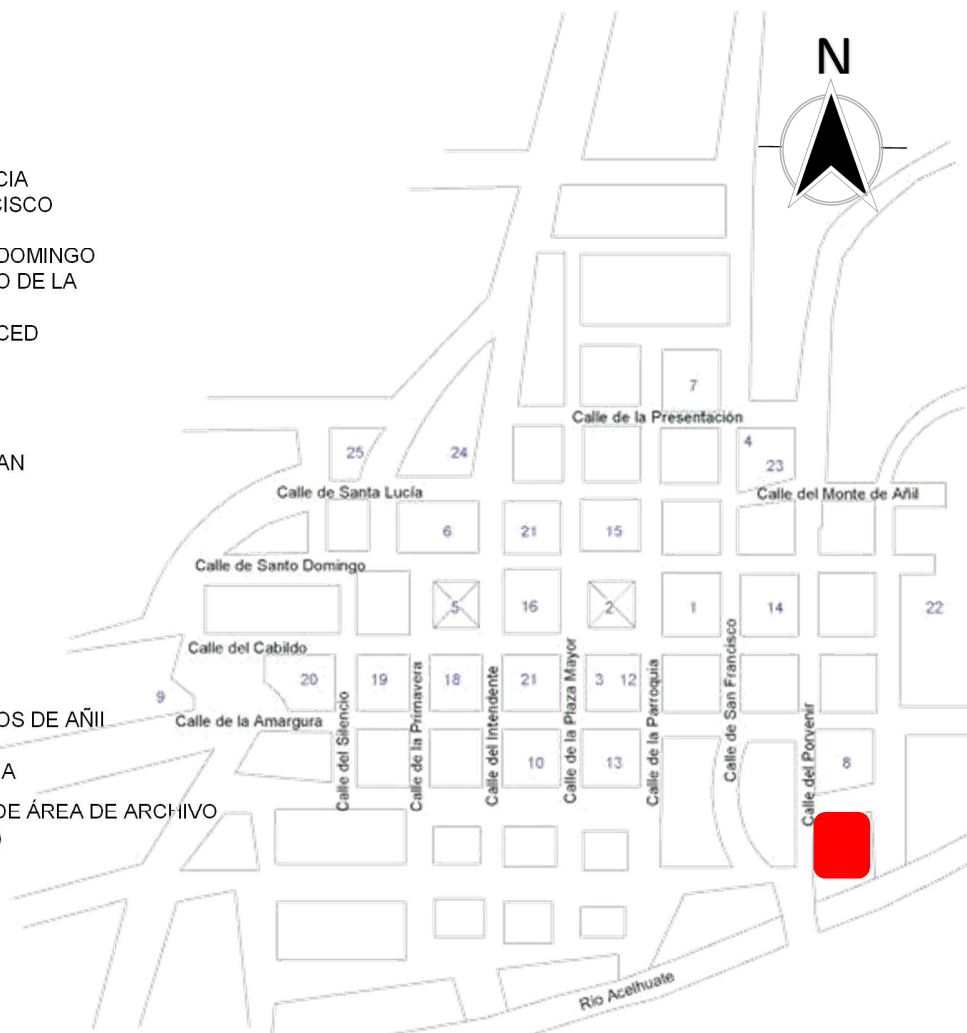 N
CIA
CISCO
DOMINGO
O DE LA
CED
7
Calle de la Presentación
4
25
24
23
AN
Calle de Santa Lucía
Calle del Monte de Añil
6
21
15
Calle de Santo Domingo
5
16
2
1
14
22
Calle del Cabildo
20
19
18
21
3
12
9
OS DE AÑII
Calle de la Amargura
Calle del Silencio
Calle de la Primavera
Calle del Intendente
Calle de la Plaza Mayor
Calle de la Parroquia
Calle de San Francisco
Calle del Porvenir
10
13
8
A
DE ÁREA DE ARCHIVO
Río Acelhuate